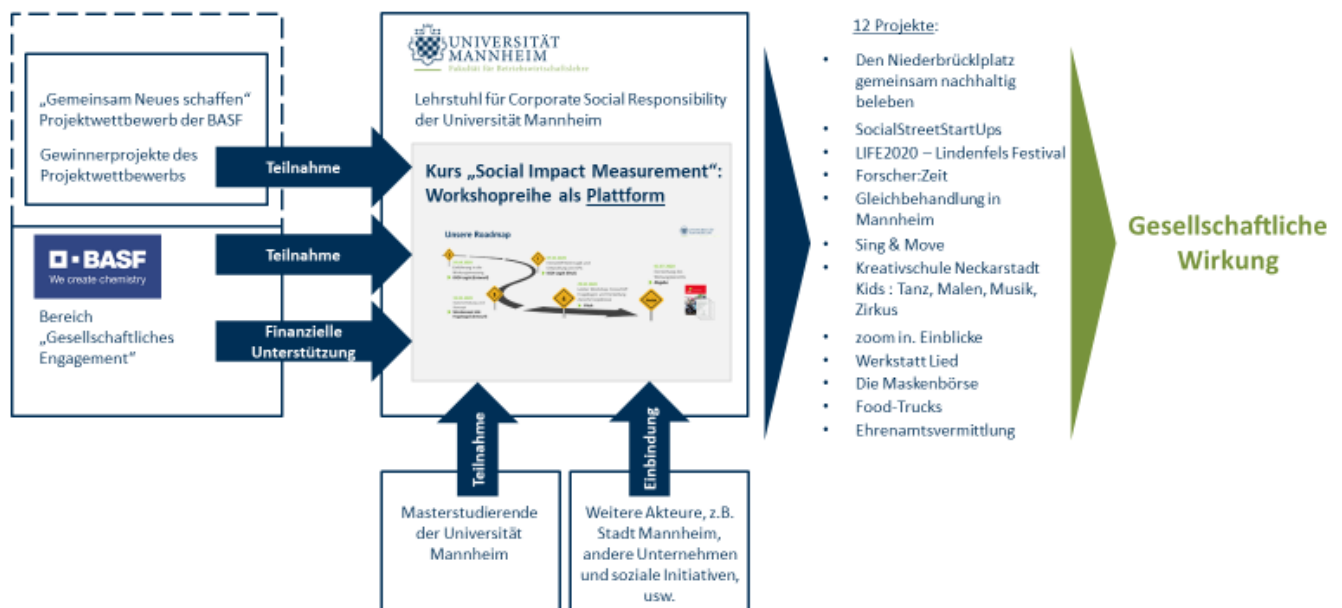 „Gemeinsam Neues schaffen"
Projektwettbewerb der BASF
Gewinnerprojekte des
Projektwettbewerbs
BASF
We create chemistry
Bereich
„Gesellschaftliches
Engagement"
Teilnahme
Teilnahme
Finanzielle
Unterstützung
UNIVERSITÄT
MANNHEIM
Fakultät für Betriebswirtschaftslehre
Lehrstuhl für Corporate Social Responsibility
der Universität Mannheim
Kurs „Social Impact Measurement":
Workshopreihe als Plattform
Unsere Roadmap
Teilnahme
Einbindung
Masterstudierende
der Universität
Mannheim
Weitere Akteure, z.B.
Stadt Mannheim,
andere Unternehmen
und soziale Initiativen,
usw.
12 Projekte:
• Den Niederbrücklplatz
gemeinsam nachhaltig
beleben
• SocialStreetStartUps
• LIFE2020 – Lindenfels Festival
• Forscher:Zeit
• Gleichbehandlung in
Mannheim
• Sing & Move
• Kreativschule Neckarstadt
Kids : Tanz, Malen, Musik,
Zirkus
• zoom in. Einblicke
• Werkstatt Lied
• Die Maskenbörse
• Food-Trucks
• Ehrenamtsvermittlung
Gesellschaftliche
Wirkung